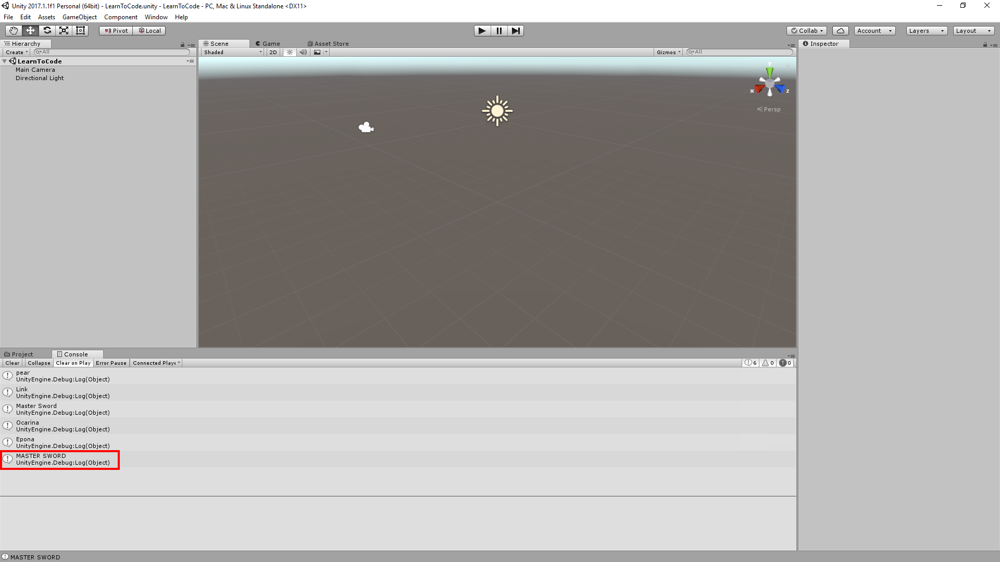 Unity 2017.1.1f1 Personal (64bit) - LearnToCode.unity - LearnToCode - PC, Mac & Linux Standalone <DX11>
File Edit Assets GameObject Component Window Help
Pivot Local Collab Account Layers Layout
Hierarchy Scene Game Asset Store Inspector
Create All Shaded 2D Gizmos All
LearnToCode
Main Camera
Directional Light
y
x z
Persp
Project Console
Clear Collapse Clear on Play Error Pause Connected Playe 6 0 0
pear
UnityEngine.Debug:Log(Object)
Link
UnityEngine.Debug:Log(Object)
Master Sword
UnityEngine.Debug:Log(Object)
Ocarina
UnityEngine.Debug:Log(Object)
Epona
UnityEngine.Debug:Log(Object)
MASTER SWORD
UnityEngine.Debug:Log(Object)
MASTER SWORD